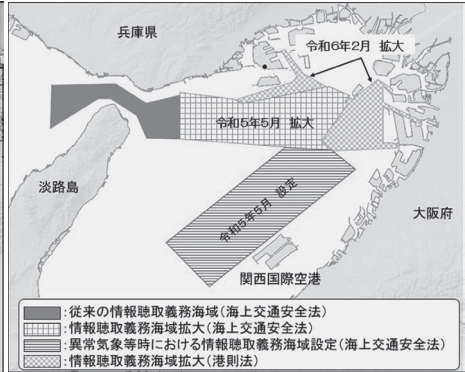 兵庫県
令和6年2月 拡大
令和5年5月 拡大
淡路島
令和5年5月 設定
大阪府
関西国際空港
:従来の情報聴取義務海域(海上交通安全法)
:情報聴取義務海域拡大(海上交通安全法)
:異常気象等時における情報聴取義務海域設定(海上交通安全法)
:情報聴取義務海域拡大(港則法)